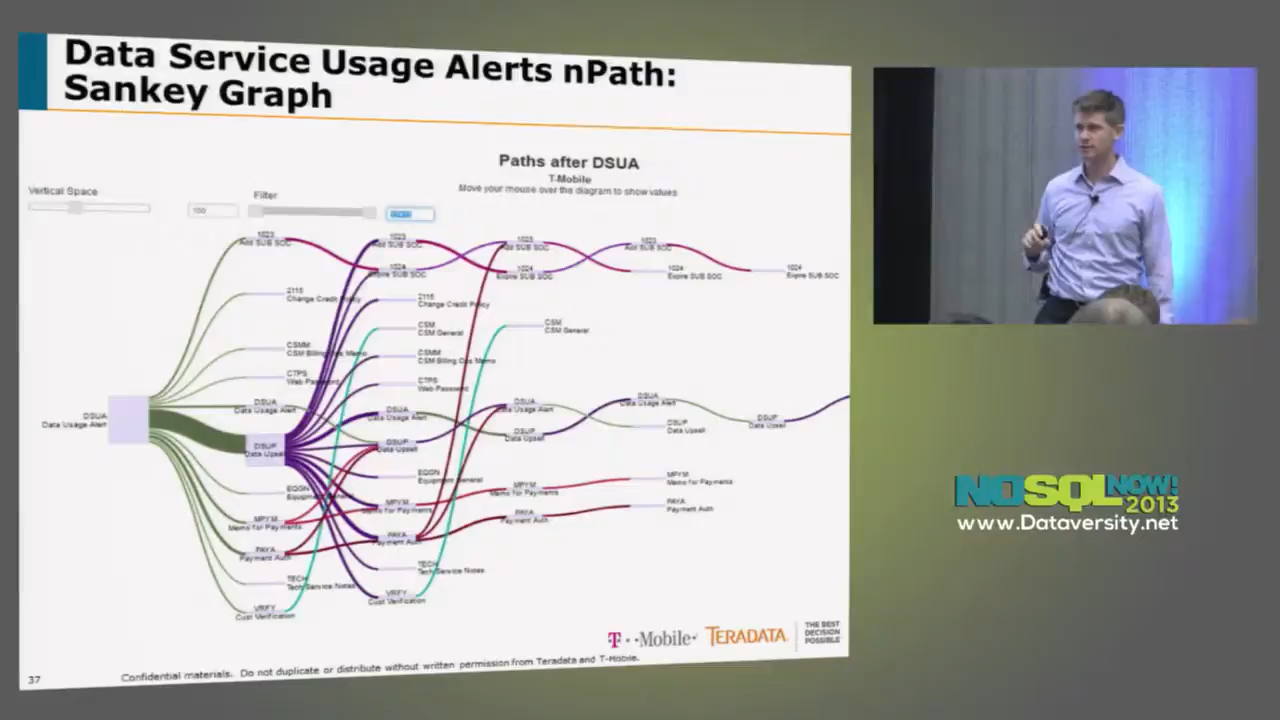 Data Service Usage Alerts nPath:
Sankey Graph
Paths after DSUA
T-Mobile
Move your mouse over the diagram to show values
Vertical Space
100
Filter
1023
Add SUB SOC
2115
Change Credit Policy
CSMM
CSM Billing Ops Memo
CTPS
Web Password
DSUA
Data Usage Alert
DSUA
Data Usage Alert
DSUP
Data Upsell
EQGN
Equipment General
MPYM
Memo for Payments
PAYA
Payment Auth
TECH
Tech Service Notes
VRFY
Cust Verification
1023
Add SUB SOC
1024
Expire SUB SOC
2115
Change Credit Policy
CSM
CSM General
CSMM
CSM Billing Ops Memo
CTPS
Web Password
DSUA
Data Usage Alert
DSUP
Data Upsell
EQGN
Equipment General
MPYM
Memo for Payments
PAYA
Payment Auth
TECH
Tech Service Notes
VRFY
Cust Verification
1023
Add SUB SOC
1024
Expire SUB SOC
CSM
CSM General
DSUA
Data Usage Alert
DSUP
Data Upsell
MPYM
Memo for Payments
PAYA
Payment Auth
1023
Add SUB SOC
1024
Expire SUB SOC
DSUA
Data Usage Alert
DSUP
Data Upsell
MPYM
Memo for Payments
PAYA
Payment Auth
1024
Expire SUB SOC
DSUP
Data Upsell
T··Mobile·
TERADATA
THE BEST
DECISION
POSSIBLE
37
Confidential materials. Do not duplicate or distribute without written permission from Teradata and T-Mobile.
NOSQL NOW!
2013
www.Dataversity.net